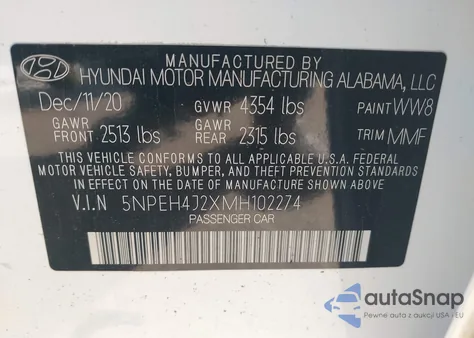 MANUFACTURED BY
HYUNDAI MOTOR MANUFACTURING ALABAMA, LLC
Dec/11/20 GVWR 4354 lbs PAINT WW8
GAWR FRONT 2513 lbs GAWR REAR 2315 lbs TRIM MMF
THIS VEHICLE CONFORMS TO ALL APPLICABLE U.S.A. FEDERAL
MOTOR VEHICLE SAFETY, BUMPER, AND THEFT PREVENTION
STANDARDS IN EFFECT ON THE DATE OF MANUFACTURE SHOWN ABOVE.
V.I.N 5NPEH4J2XMH102274
PASSENGER CAR
autoSnap
Pewne auta z aukcji USA i EU